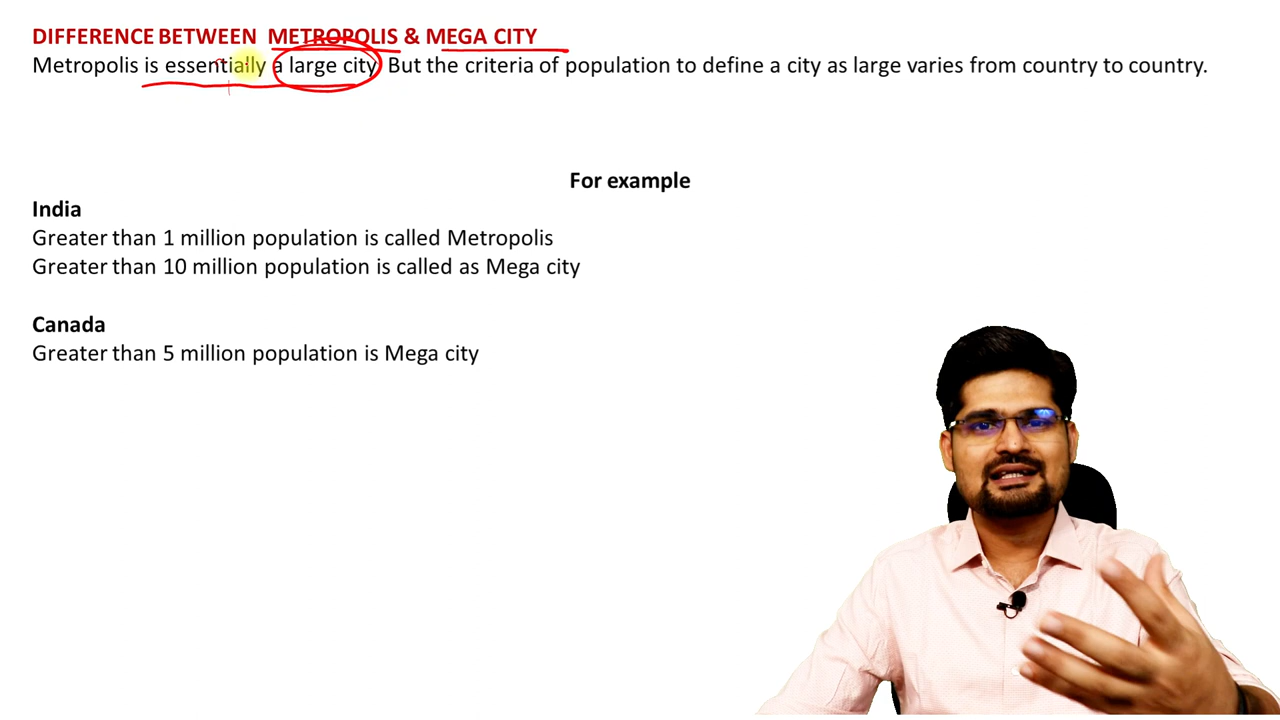 DIFFERENCE BETWEEN METROPOLIS & MEGA CITY
Metropolis is essentially a large city. But the criteria of population to define a city as large varies from country to country.
For example
India
Greater than 1 million population is called Metropolis
Greater than 10 million population is called as Mega city
Canada
Greater than 5 million population is Mega city